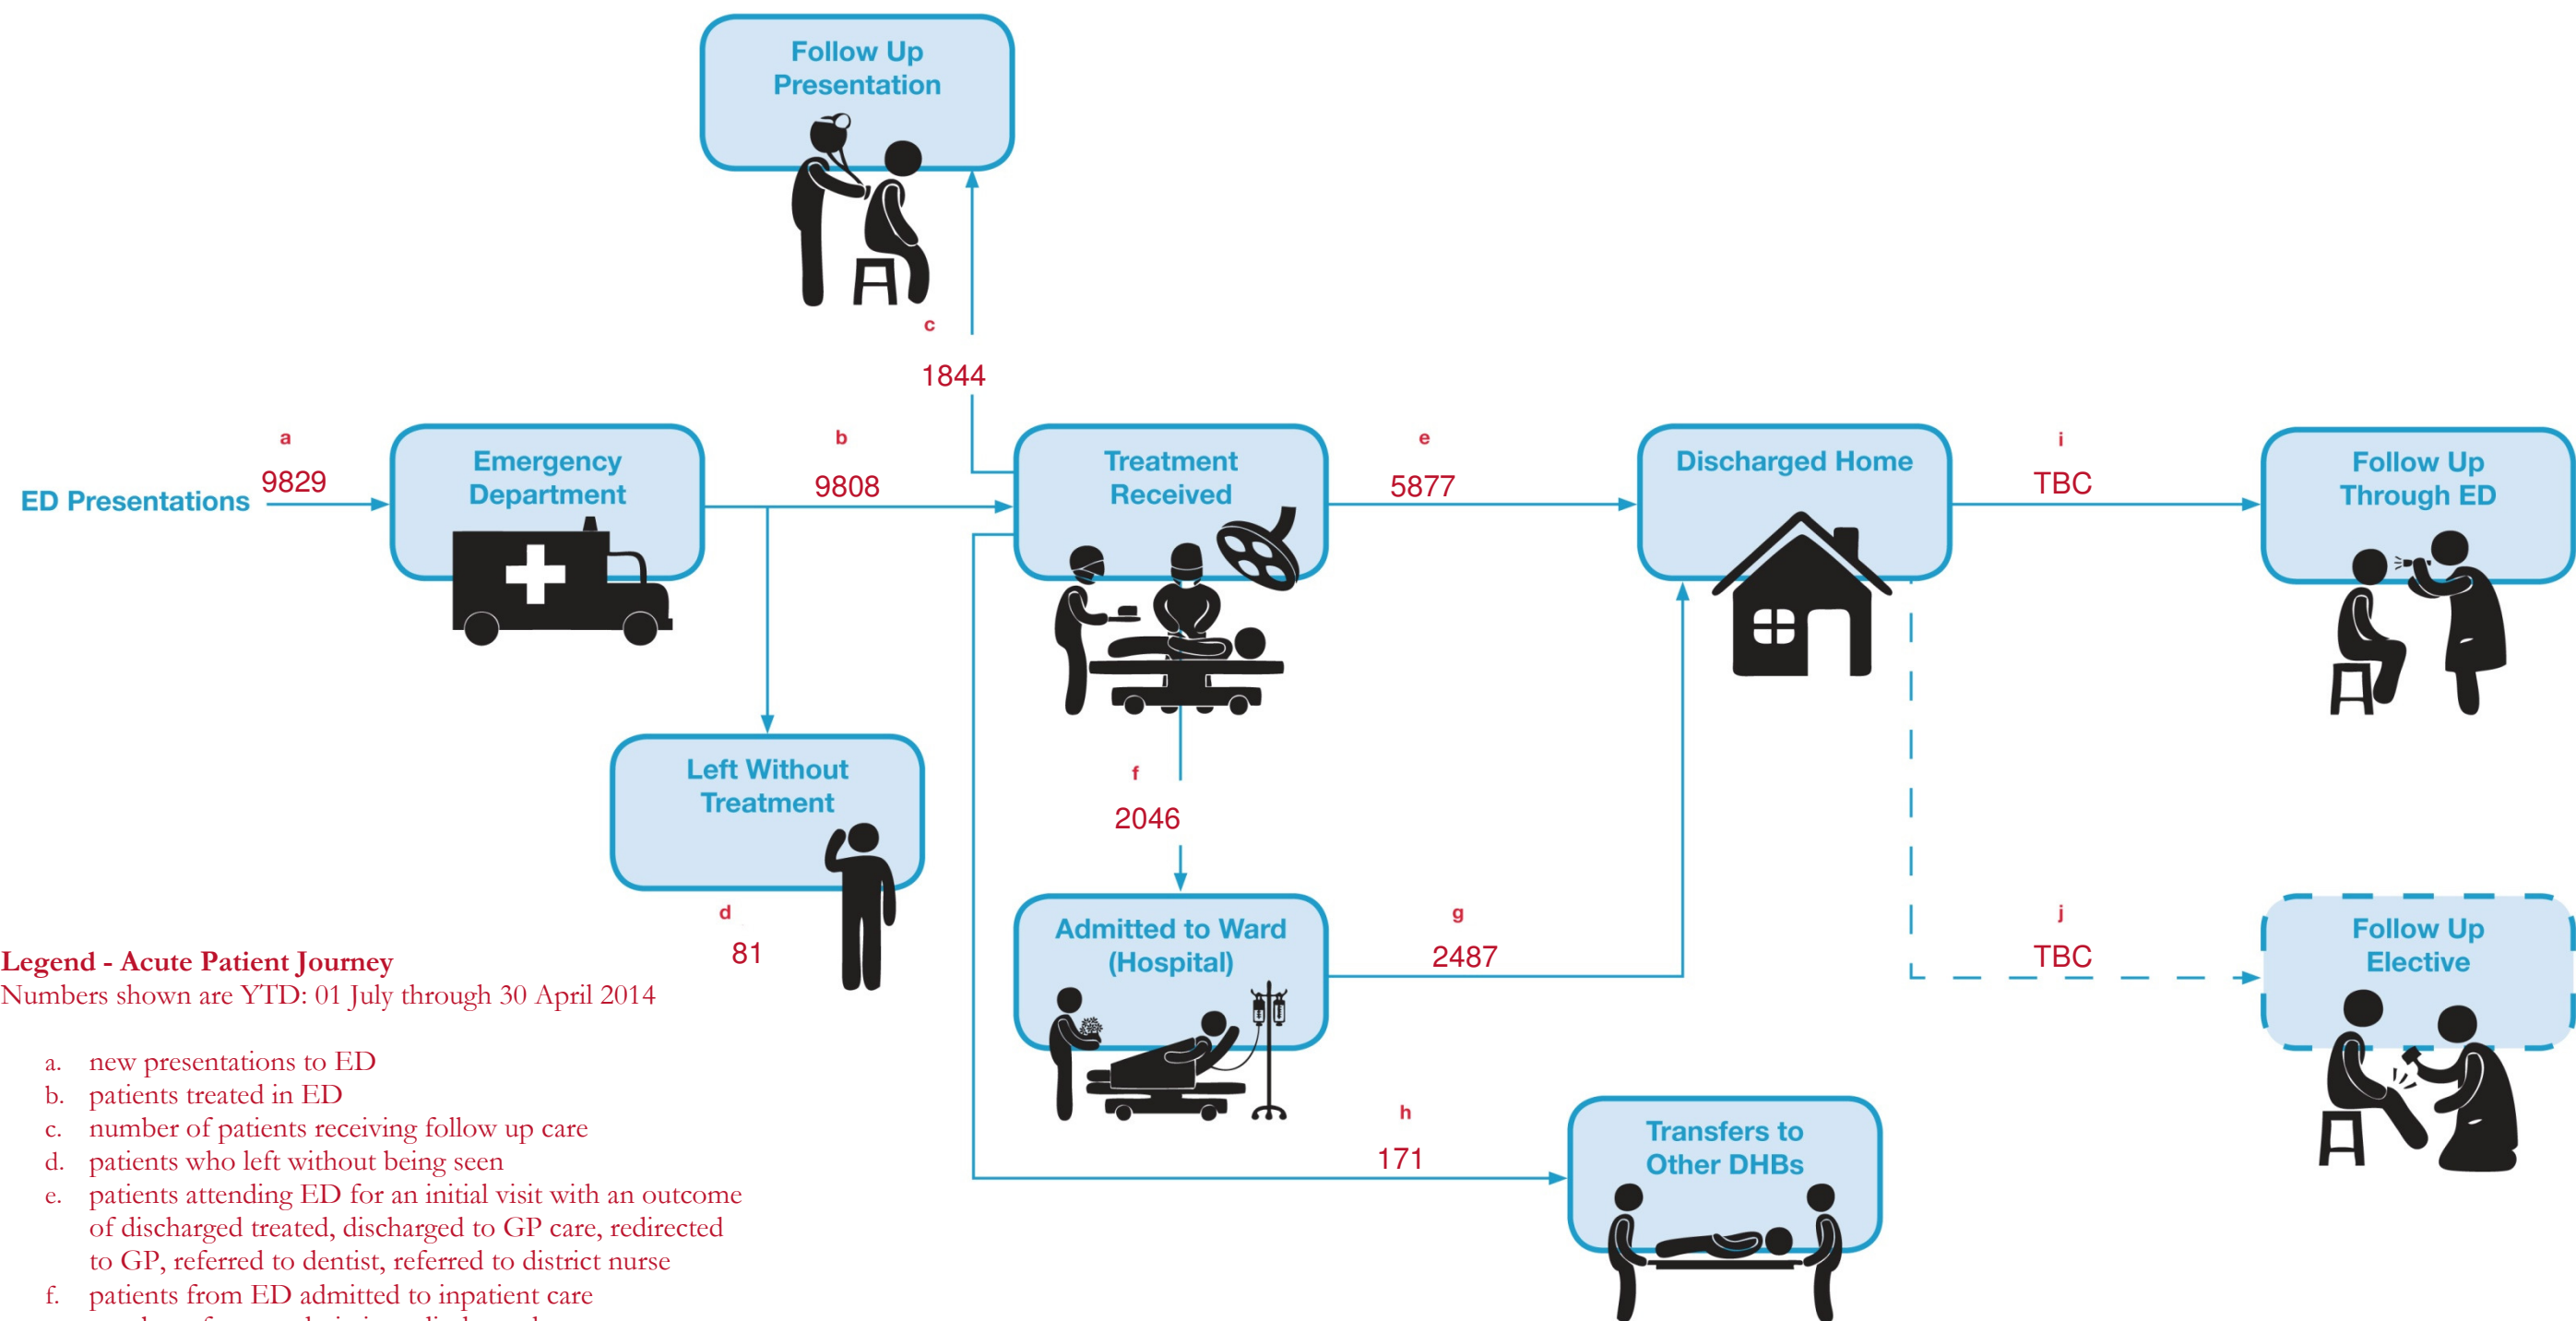 Follow Up
Presentation
c
1844
a
9829
ED Presentations
Emergency
Department
b
9808
Treatment
Received
e
5877
Discharged Home
i
TBC
Follow Up
Through ED
Left Without
Treatment
d
81
f
2046
Admitted to Ward
(Hospital)
g
2487
j
TBC
Follow Up
Elective
h
171
Transfers to
Other DHBs
Legend - Acute Patient Journey
Numbers shown are YTD: 01 July through 30 April 2014
a. new presentations to ED
b. patients treated in ED
c. number of patients receiving follow up care
d. patients who left without being seen
e. patients attending ED for an initial visit with an outcome
of discharged treated, discharged to GP care, redirected
to GP, referred to dentist, referred to district nurse
f. patients from ED admitted to inpatient care